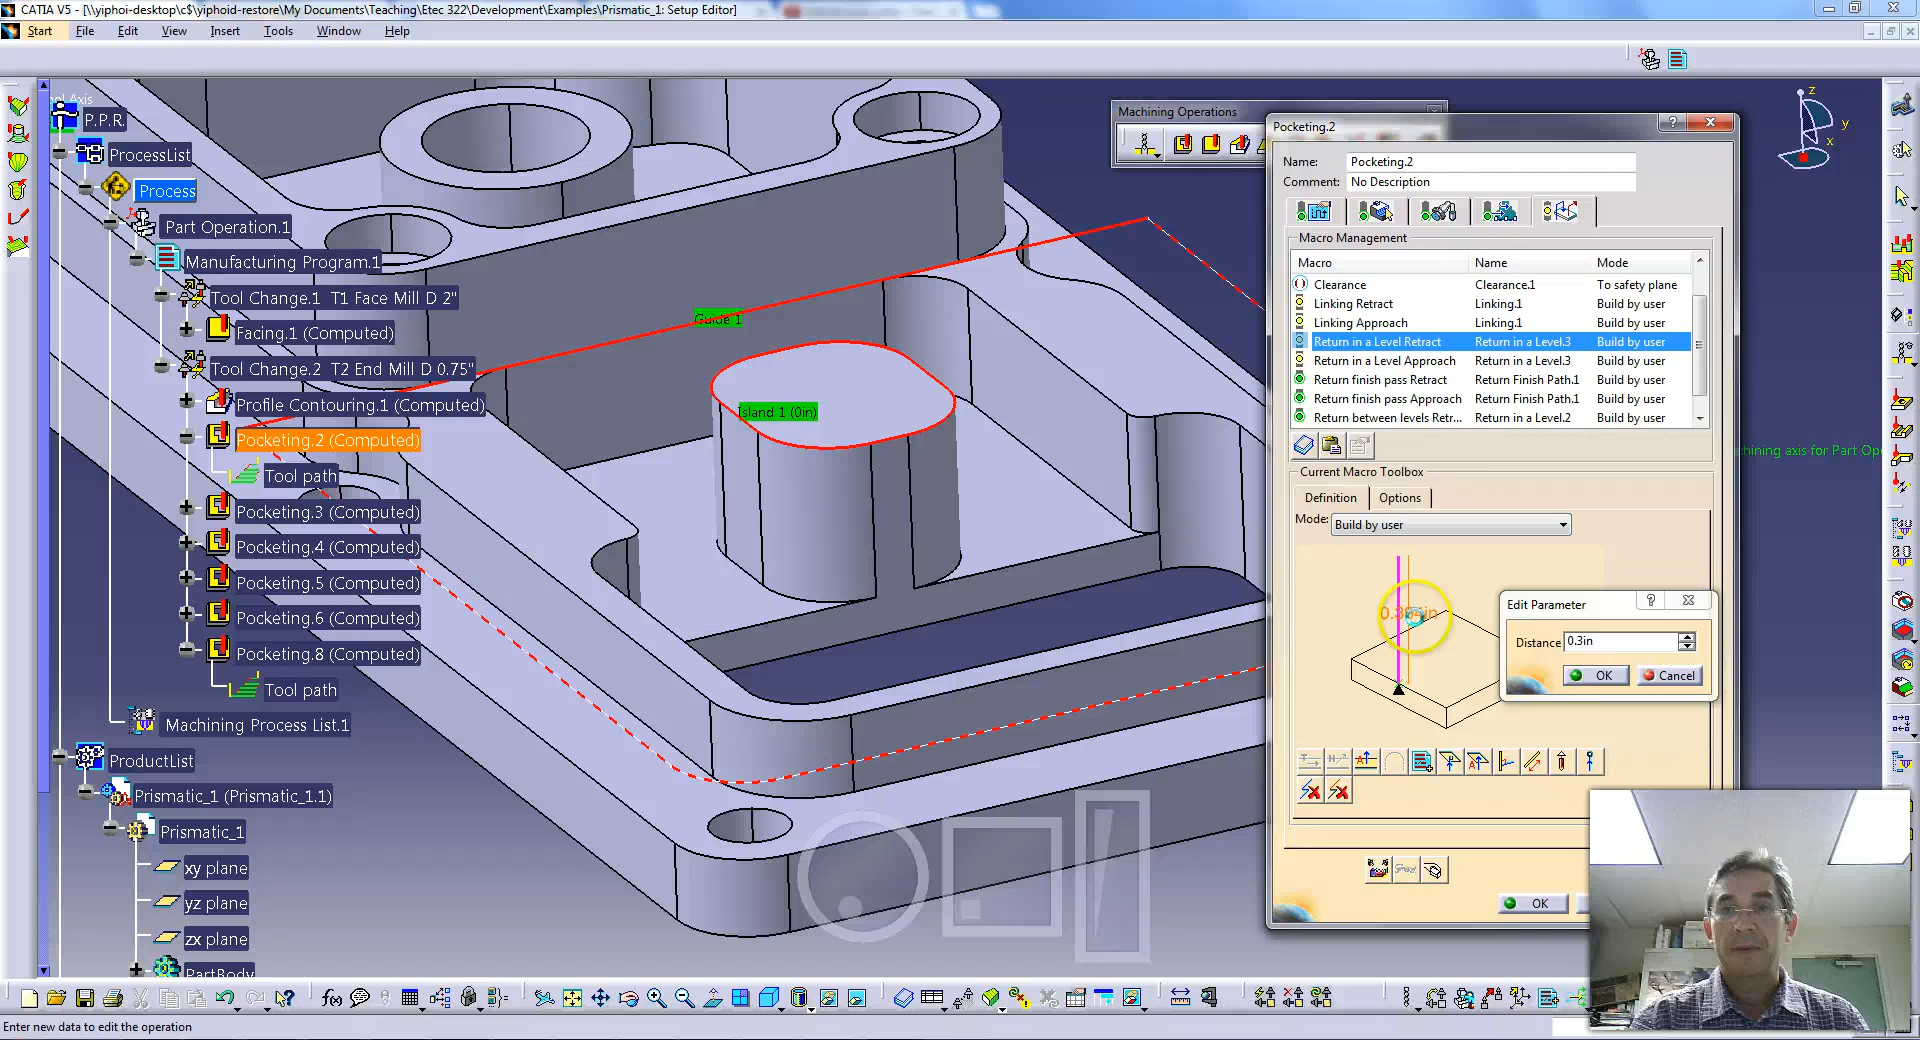 CATIA V5 - [\\yiphoi-desktop\c$\yiphoid-restore\My Documents\Teaching\Etec 322\Development\Examples\Prismatic_1: Setup Editor]
Start File Edit View Insert Tools Window Help
Axis
P.P.R.
ProcessList
Process
Part Operation.1
Manufacturing Program.1
Tool Change.1 T1 Face Mill D 2"
Facing.1 (Computed)
Tool Change.2 T2 End Mill D 0.75"
Profile Contouring.1 (Computed)
Pocketing.2 (Computed)
Tool path
Pocketing.3 (Computed)
Pocketing.4 (Computed)
Pocketing.5 (Computed)
Pocketing.6 (Computed)
Pocketing.8 (Computed)
Tool path
Machining Process List.1
ProductList
Prismatic_1 (Prismatic_1.1)
Prismatic_1
xy plane
yz plane
zx plane
PartBody
Guide 1
Island 1 (0in)
z
y
x
Machining Operations
Pocketing.2
Name: Pocketing.2
Comment: No Description
Macro Management
Macro Name Mode
Clearance Clearance.1 To safety plane
Linking Retract Linking.1 Build by user
Linking Approach Linking.1 Build by user
Return in a Level Retract Return in a Level.3 Build by user
Return in a Level Approach Return in a Level.3 Build by user
Return finish pass Retract Return Finish Path.1 Build by user
Return finish pass Approach Return Finish Path.1 Build by user
Return between levels Retr... Return in a Level.2 Build by user
hining axis for Part Op
Current Macro Toolbox
Definition Options
Mode: Build by user
Edit Parameter
Distance 0.3in
OK Cancel
OK
Enter new data to edit the operation